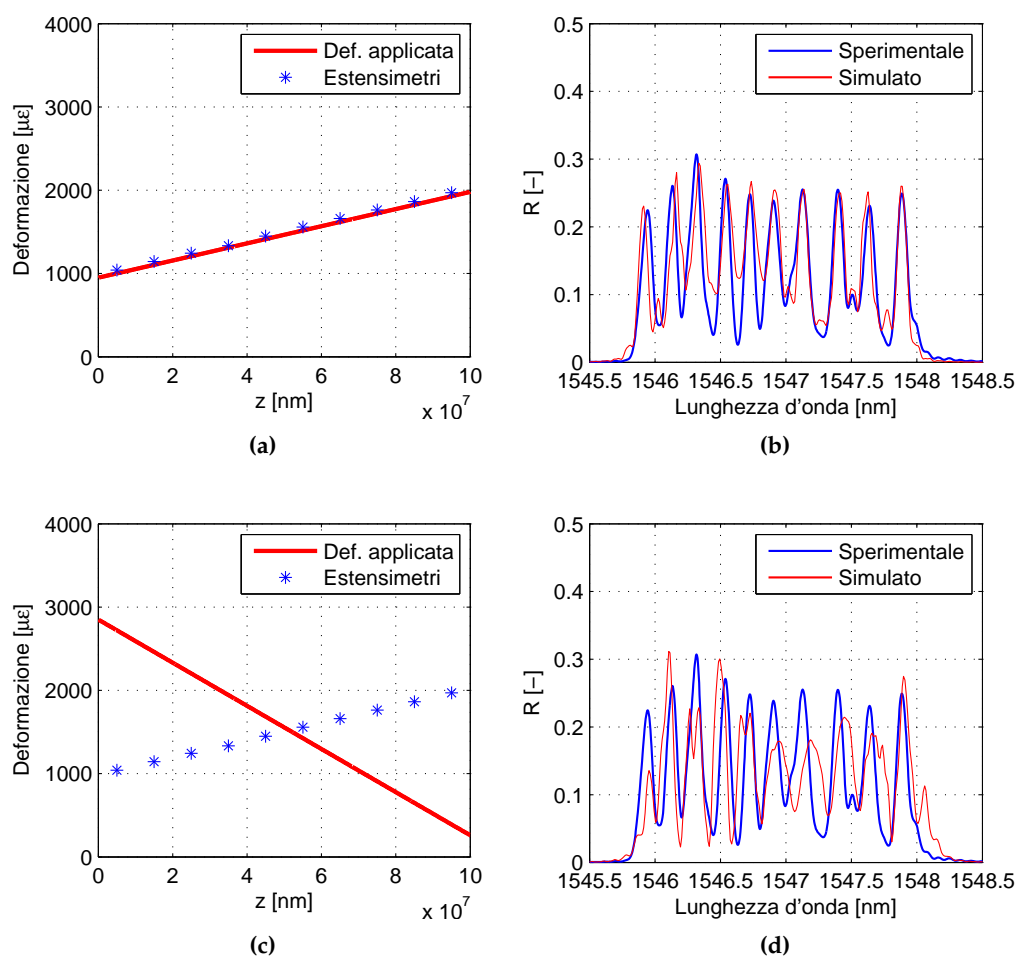 4000
3000
2000
1000
0
Deformazione [με]
Def. applicata
Estensimetri
0 2 4 6 8 10
x 10^7
z [nm]
(a)
0.5
0.4
0.3
0.2
0.1
0
R [−]
Sperimentale
Simulato
1545.5 1546 1546.5 1547 1547.5 1548 1548.5
Lunghezza d'onda [nm]
(b)
4000
3000
2000
1000
0
Deformazione [με]
Def. applicata
Estensimetri
0 2 4 6 8 10
x 10^7
z [nm]
(c)
0.5
0.4
0.3
0.2
0.1
0
R [−]
Sperimentale
Simulato
1545.5 1546 1546.5 1547 1547.5 1548 1548.5
Lunghezza d'onda [nm]
(d)